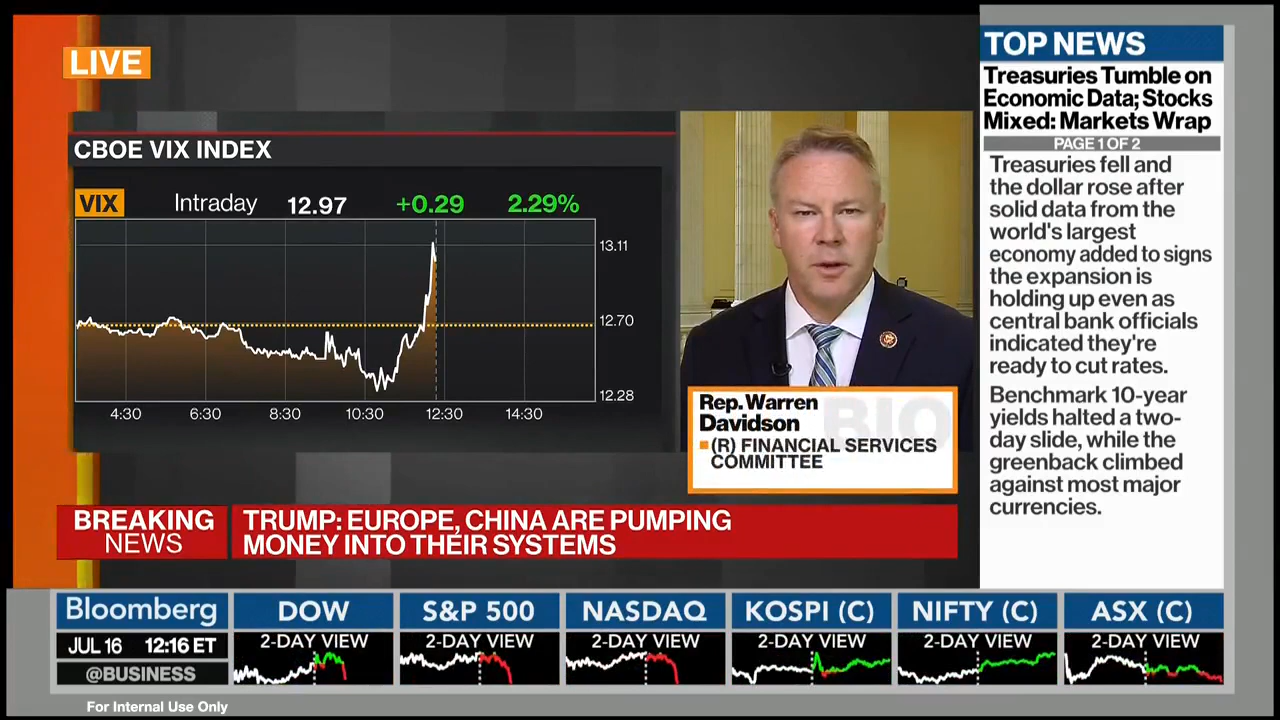 LIVE
CBOE VIX INDEX
VIX Intraday 12.97 +0.29 2.29%
13.11
12.70
12.28
4:30 6:30 8:30 10:30 12:30 14:30
Rep. Warren
Davidson
BIO
(R) FINANCIAL SERVICES
COMMITTEE
BREAKING
NEWS
TRUMP: EUROPE, CHINA ARE PUMPING
MONEY INTO THEIR SYSTEMS
TOP NEWS
Treasuries Tumble on
Economic Data; Stocks
Mixed: Markets Wrap
PAGE 1 OF 2
Treasuries fell and
the dollar rose after
solid data from the
world's largest
economy added to signs
the expansion is
holding up even as
central bank officials
indicated they're
ready to cut rates.
Benchmark 10-year
yields halted a two-
day slide, while the
greenback climbed
against most major
currencies.
Bloomberg
JUL 16 12:16 ET
@BUSINESS
DOW
2-DAY VIEW
S&P 500
2-DAY VIEW
NASDAQ
2-DAY VIEW
KOSPI (C)
2-DAY VIEW
NIFTY (C)
2-DAY VIEW
ASX (C)
2-DAY VIEW
For Internal Use Only